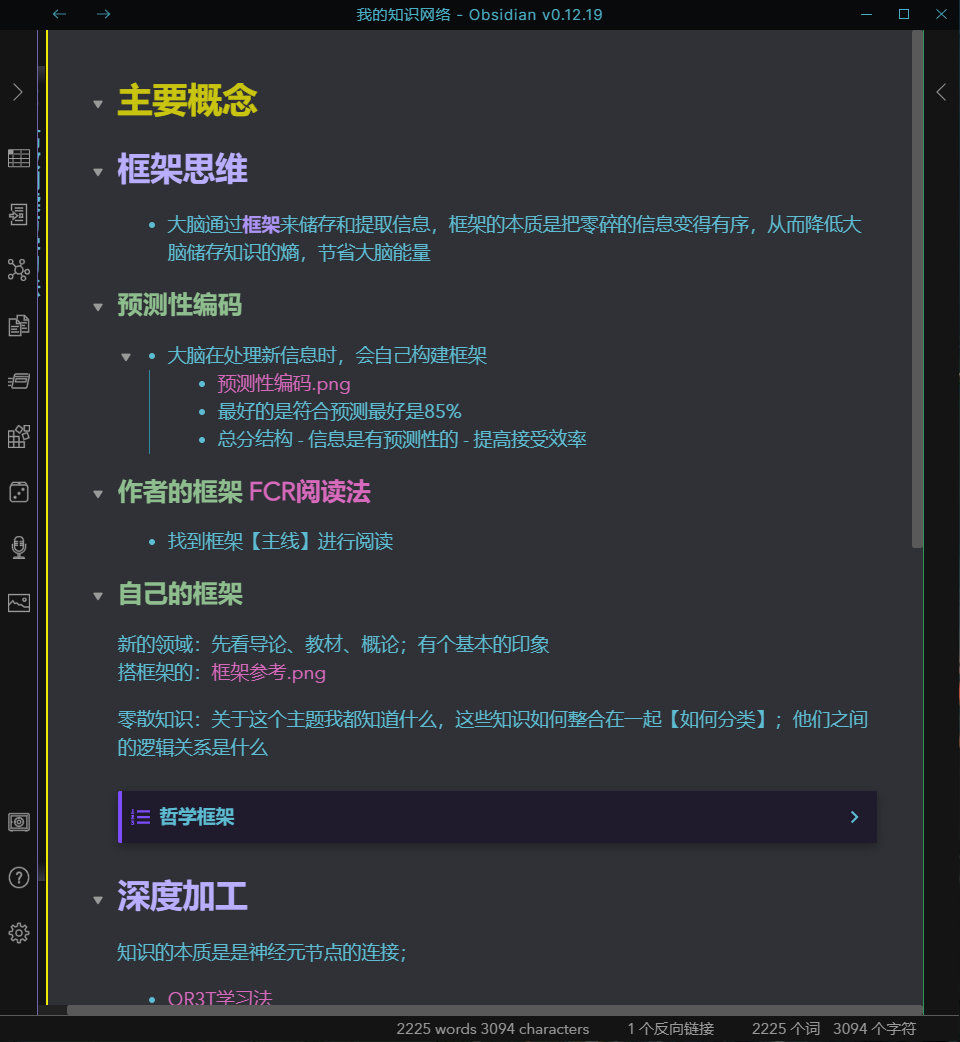 我的知识网络 - Obsidian v0.12.19
主要概念
框架思维
大脑通过框架来储存和提取信息，框架的本质是把零碎的信息变得有序，从而降低大
脑储存知识的熵，节省大脑能量
预测性编码
大脑在处理新信息时，会自己构建框架
预测性编码.png
最好的是符合预测最好是85%
总分结构 - 信息是有预测性的 - 提高接受效率
作者的框架 FCR阅读法
找到框架【主线】进行阅读
自己的框架
新的领域：先看导论、教材、概论；有个基本的印象
搭框架的：框架参考.png
零散知识：关于这个主题我都知道什么，这些知识如何整合在一起【如何分类】；他们之间
的逻辑关系是什么
哲学框架
深度加工
知识的本质是是神经元节点的连接；
QR3T学习法
2225 words 3094 characters 1 个反向链接 2225 个词 3094 个字符